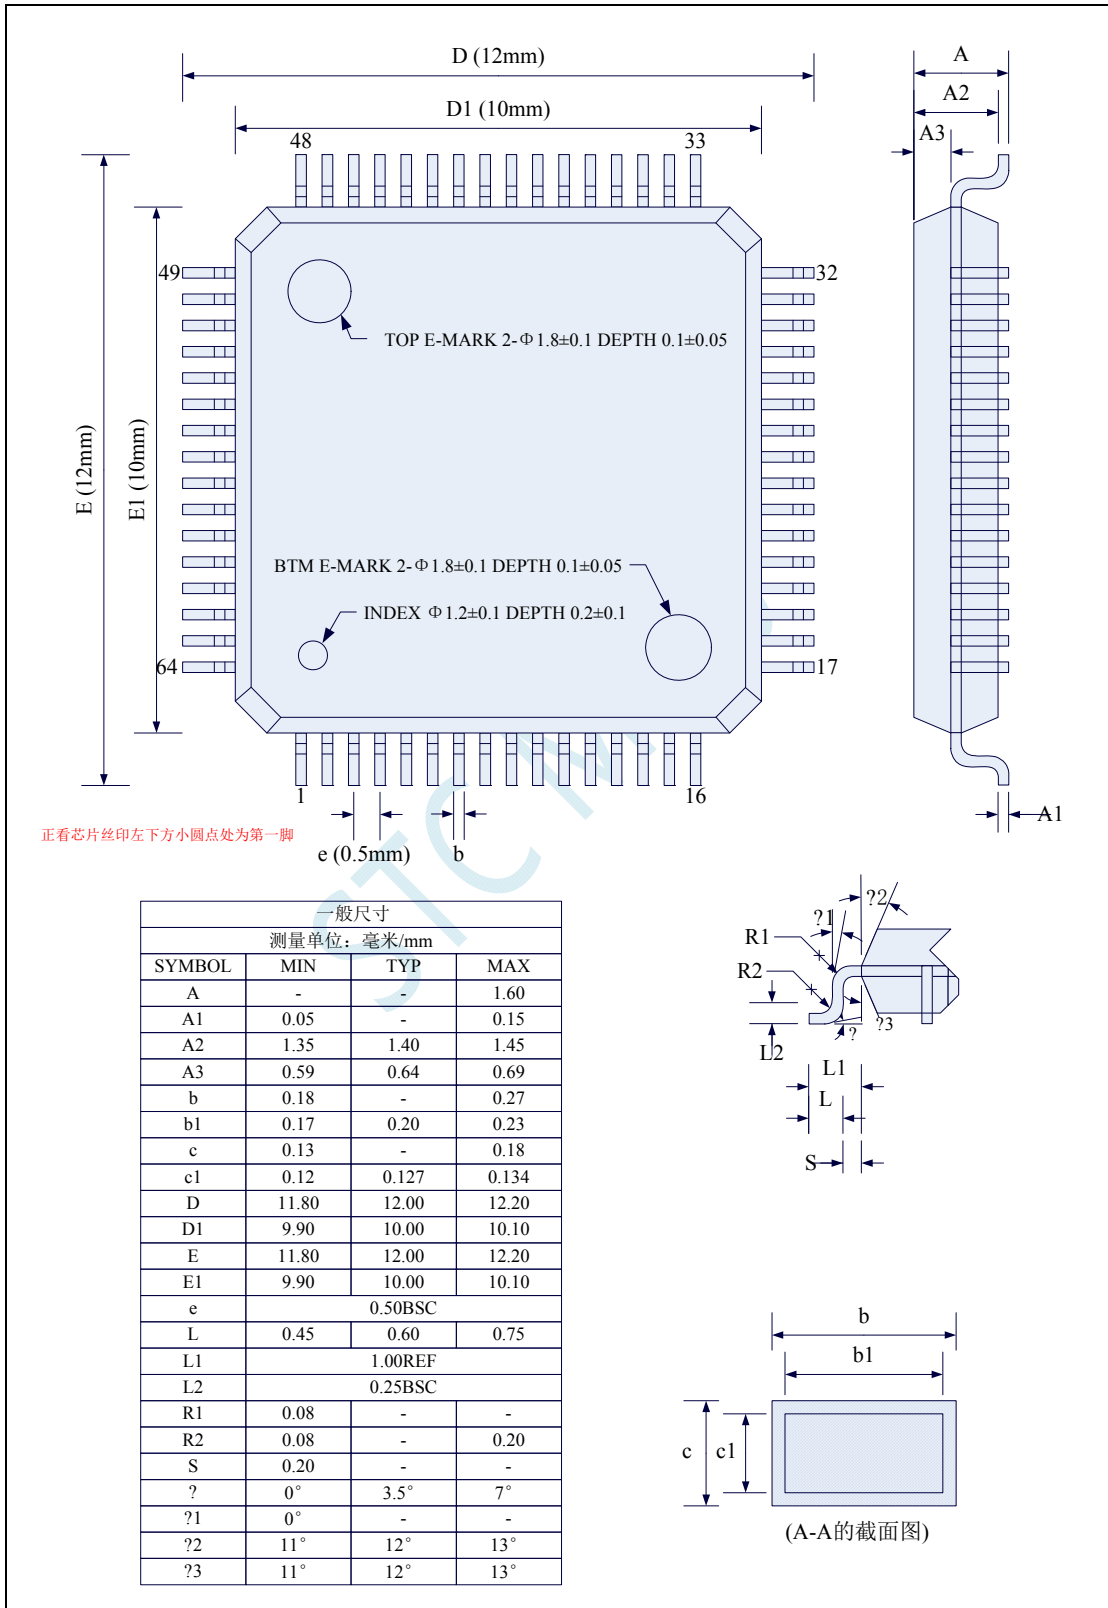 D (12mm)
A
D1 (10mm)
A2
A3
48
33
49
32
TOP E-MARK 2-Φ1.8±0.1 DEPTH 0.1±0.05
E (12mm)
E1 (10mm)
BTM E-MARK 2-Φ1.8±0.1 DEPTH 0.1±0.05
INDEX Φ1.2±0.1 DEPTH 0.2±0.1
64
17
1
16
A1
正看芯片丝印左下方小圆点处为第一脚
e (0.5mm)
b
STC M
一般尺寸
测量单位：毫米/mm
SYMBOL MIN TYP MAX
A - - 1.60
A1 0.05 - 0.15
A2 1.35 1.40 1.45
A3 0.59 0.64 0.69
b 0.18 - 0.27
b1 0.17 0.20 0.23
c 0.13 - 0.18
c1 0.12 0.127 0.134
D 11.80 12.00 12.20
D1 9.90 10.00 10.10
E 11.80 12.00 12.20
E1 9.90 10.00 10.10
e 0.50BSC
L 0.45 0.60 0.75
L1 1.00REF
L2 0.25BSC
R1 0.08 - -
R2 0.08 - 0.20
S 0.20 - -
? 0° 3.5° 7°
?1 0° - -
?2 11° 12° 13°
?3 11° 12° 13°
?2
?1
R1
R2
?3
?
L2
L1
L
S
b
b1
c
c1
(A-A的截面图)